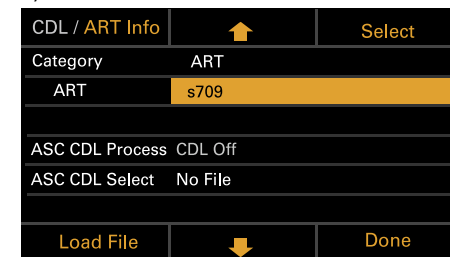 CDL / ART Info Select
Category ART
ART s709
ASC CDL Process CDL Off
ASC CDL Select No File
Load File Done